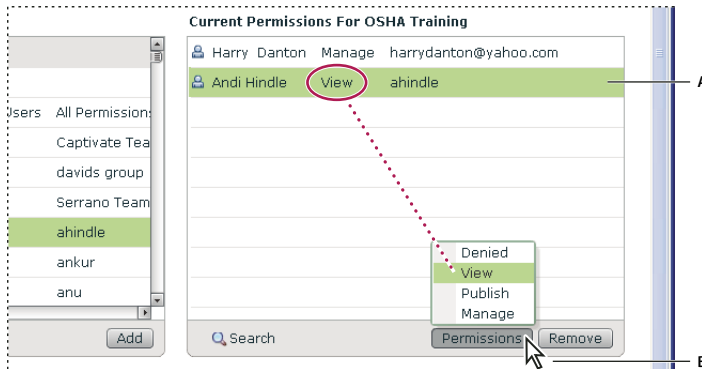 Current Permissions For OSHA Training
Harry Danton Manage harrydanton@yahoo.com
Andi Hindle View ahindle
A
All Permission
Captivate Tea
davids group
Serrano Team
ahindle
ankur
anu
Add
Denied
View
Publish
Manage
Search
Permissions
Remove